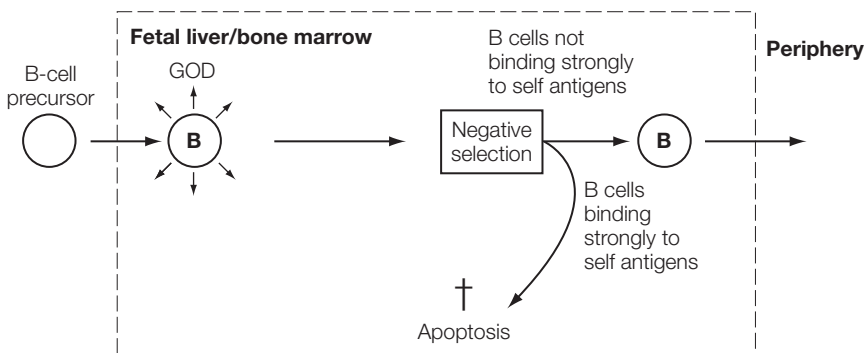 Fetal liver/bone marrow
Periphery
B-cell
precursor
GOD
B
B cells not
binding strongly
to self antigens
Negative
selection
B
B cells
binding
strongly to
self antigens
†
Apoptosis